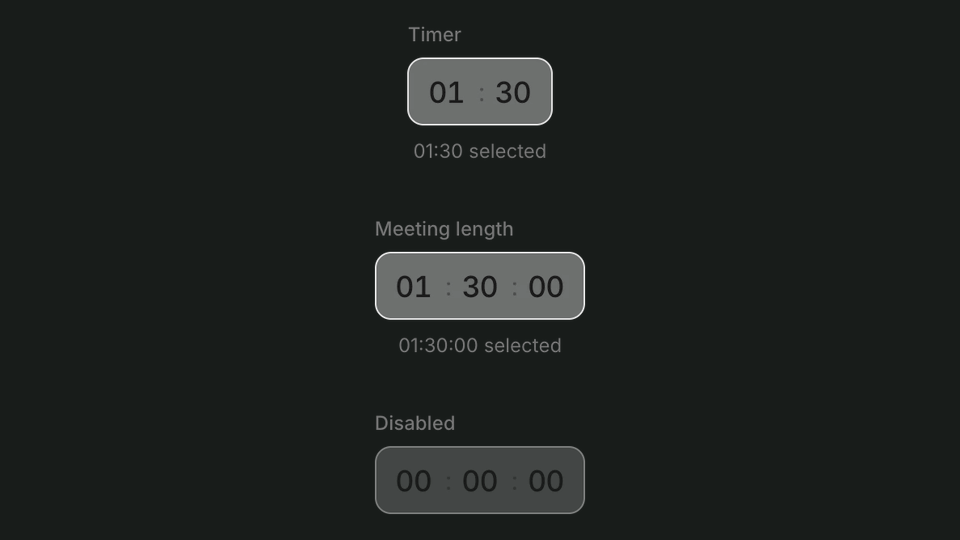 Timer
01 : 30
01:30 selected
Meeting length
01 : 30 : 00
01:30:00 selected
Disabled
00 : 00 : 00